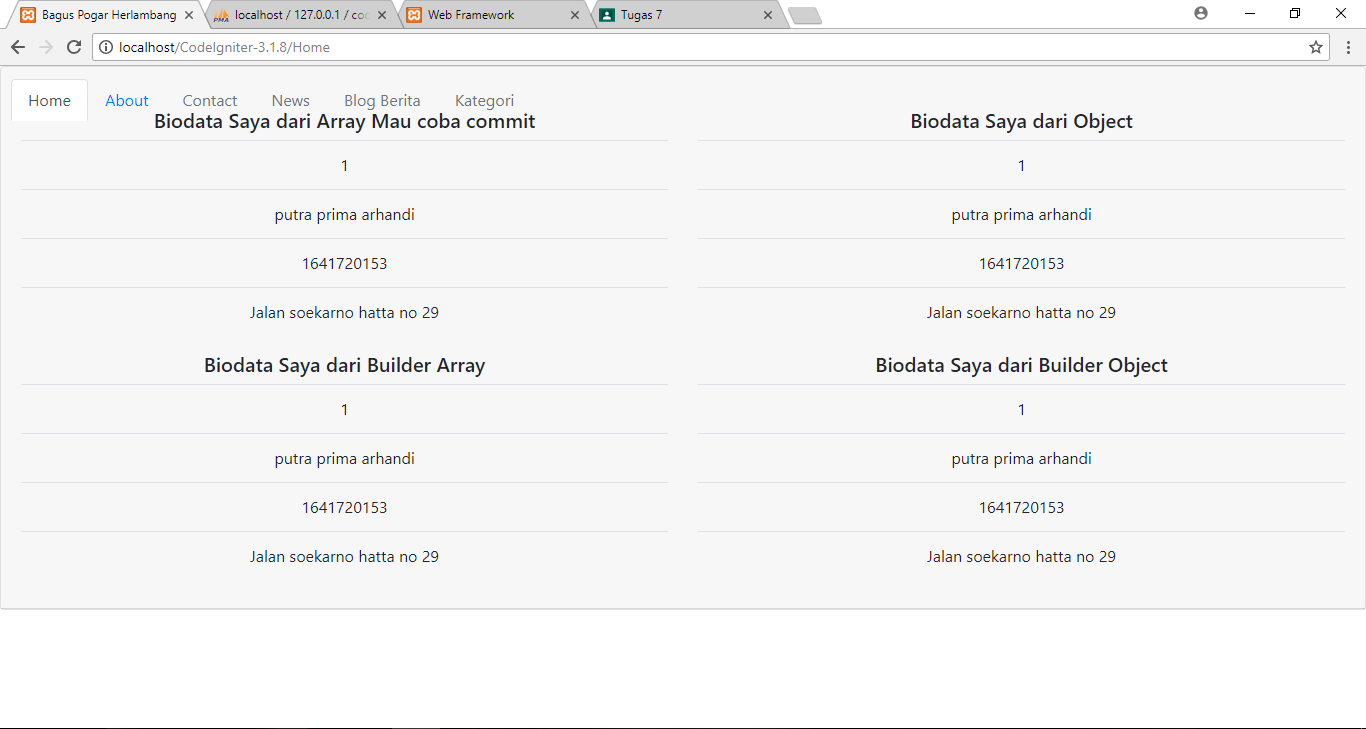 Bagus Pogar Herlambang
localhost / 127.0.0.1 / co
Web Framework
Tugas 7
localhost/CodeIgniter-3.1.8/Home
Home About Contact News Blog Berita Kategori
Biodata Saya dari Array Mau coba commit
1
putra prima arhandi
1641720153
Jalan soekarno hatta no 29
Biodata Saya dari Object
1
putra prima arhandi
1641720153
Jalan soekarno hatta no 29
Biodata Saya dari Builder Array
1
putra prima arhandi
1641720153
Jalan soekarno hatta no 29
Biodata Saya dari Builder Object
1
putra prima arhandi
1641720153
Jalan soekarno hatta no 29